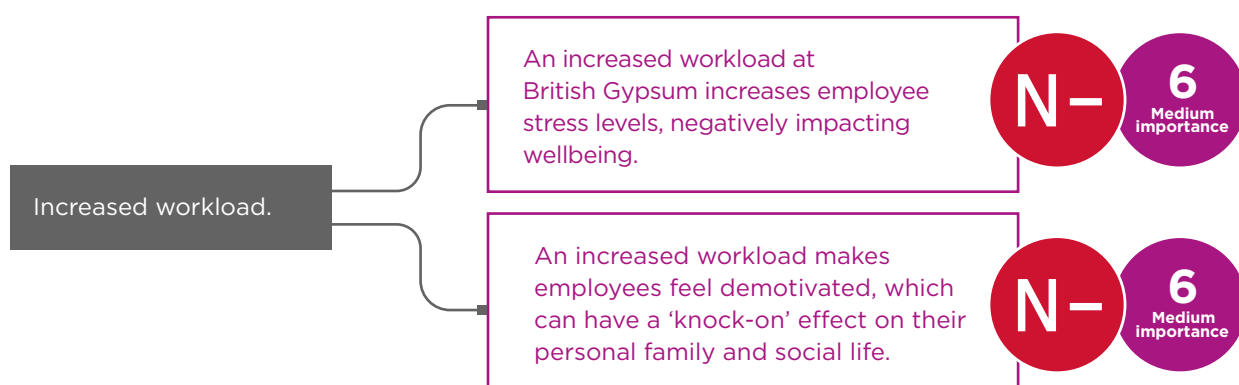 Increased workload.
An increased workload at
British Gypsum increases employee
stress levels, negatively impacting
wellbeing.
N–
6
Medium
importance
An increased workload makes
employees feel demotivated, which
can have a ‘knock-on’ effect on their
personal family and social life.
N–
6
Medium
importance